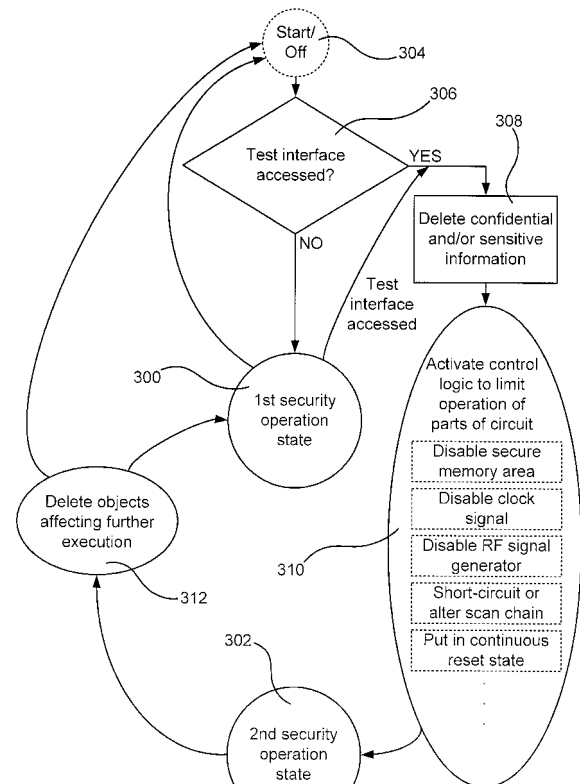 Start/
Off
304
306
Test interface
accessed?
YES
308
Delete confidential
and/or sensitive
information
NO
Test
interface
accessed
300
1st security
operation
state
Activate control
logic to limit
operation of
parts of circuit
Disable secure
memory area
Disable clock
signal
Disable RF signal
generator
Short-circuit or
alter scan chain
Put in continuous
reset state
.
.
.
310
Delete objects
affecting further
execution
312
302
2nd security
operation
state